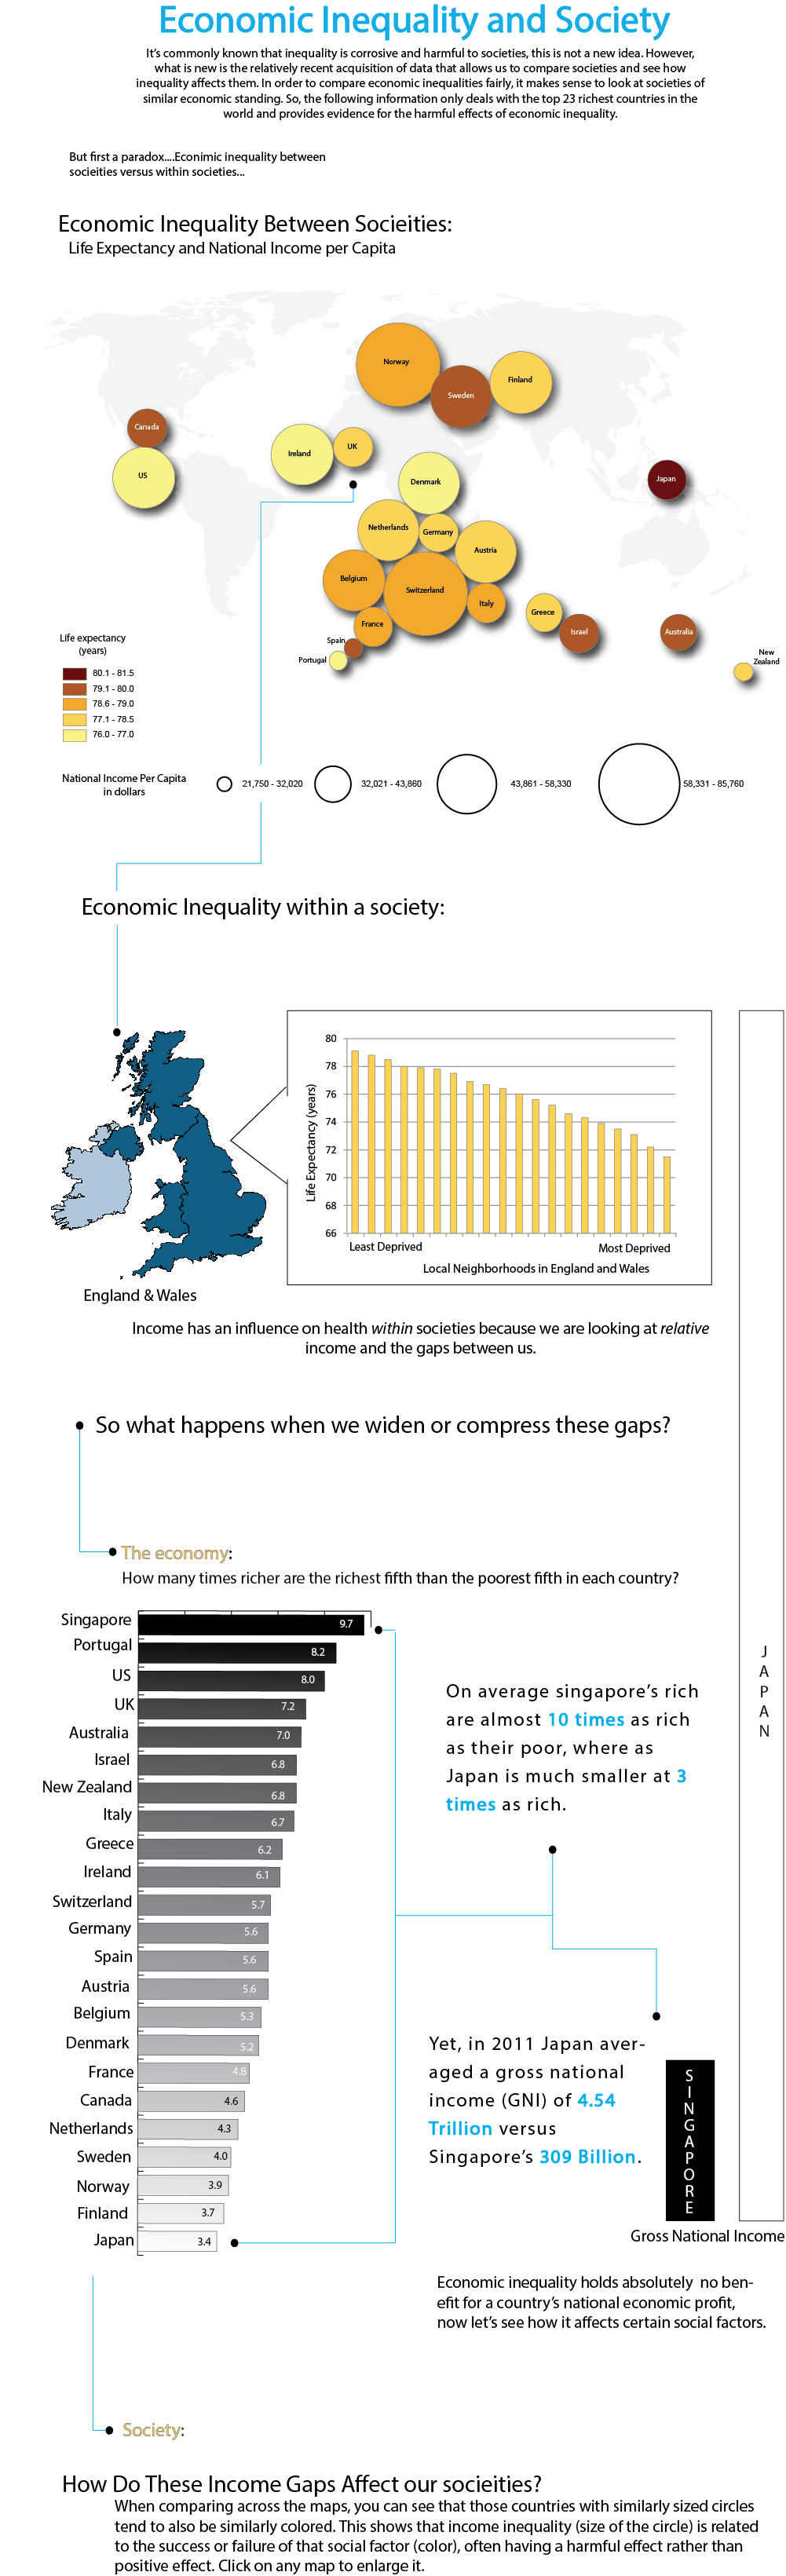 Economic Inequality and Society
It's commonly known that inequality is corrosive and harmful to societies, this is not a new idea. However,
what is new is the relatively recent acquisition of data that allows us to compare societies and see how
inequality affects them. In order to compare economic inequalities fairly, it makes sense to look at societies of
similar economic standing. So, the following information only deals with the top 23 richest countries in the
world and provides evidence for the harmful effects of economic inequality.
But first a paradox....Econimic inequality between
socieities versus within societies...
Economic Inequality Between Socieities:
Life Expectancy and National Income per Capita
Norway
Finland
Sweden
Canada
UK
Ireland
US
Japan
Denmark
Netherlands
Germany
Austria
Belgium
Switzerland
Italy
Greece
France
Israel
Australia
Spain
Portugal
New
Zealand
Life expectancy
(years)
80.1 - 81.5
79.1 - 80.0
78.6 - 79.0
77.1 - 78.5
76.0 - 77.0
National Income Per Capita
in dollars
21,750 - 32,020
32,021 - 43,860
43,861 - 58,330
58,331 - 85,760
Economic Inequality within a society:
80
78
76
74
72
70
68
66
Life Expectancy (years)
Least Deprived
Most Deprived
Local Neighborhoods in England and Wales
England & Wales
Income has an influence on health within societies because we are looking at relative
income and the gaps between us.
So what happens when we widen or compress these gaps?
The economy:
How many times richer are the richest fifth than the poorest fifth in each country?
Singapore 9.7
Portugal 8.2
US 8.0
UK 7.2
Australia 7.0
Israel 6.8
New Zealand 6.8
Italy 6.7
Greece 6.2
Ireland 6.1
Switzerland 5.7
Germany 5.6
Spain 5.6
Austria 5.6
Belgium 5.3
Denmark 5.2
France 4.8
Canada 4.6
Netherlands 4.3
Sweden 4.0
Norway 3.9
Finland 3.7
Japan 3.4
On average singapore's rich
are almost 10 times as rich
as their poor, where as
Japan is much smaller at 3
times as rich.
Yet, in 2011 Japan aver-
aged a gross national
income (GNI) of 4.54
Trillion versus
Singapore's 309 Billion.
SINGAPORE
JAPAN
Gross National Income
Economic inequality holds absolutely no ben-
efit for a country's national economic profit,
now let's see how it affects certain social factors.
Society:
How Do These Income Gaps Affect our socieities?
When comparing across the maps, you can see that those countries with similarly sized circles
tend to also be similarly colored. This shows that income inequality (size of the circle) is related
to the success or failure of that social factor (color), often having a harmful effect rather than
positive effect. Click on any map to enlarge it.